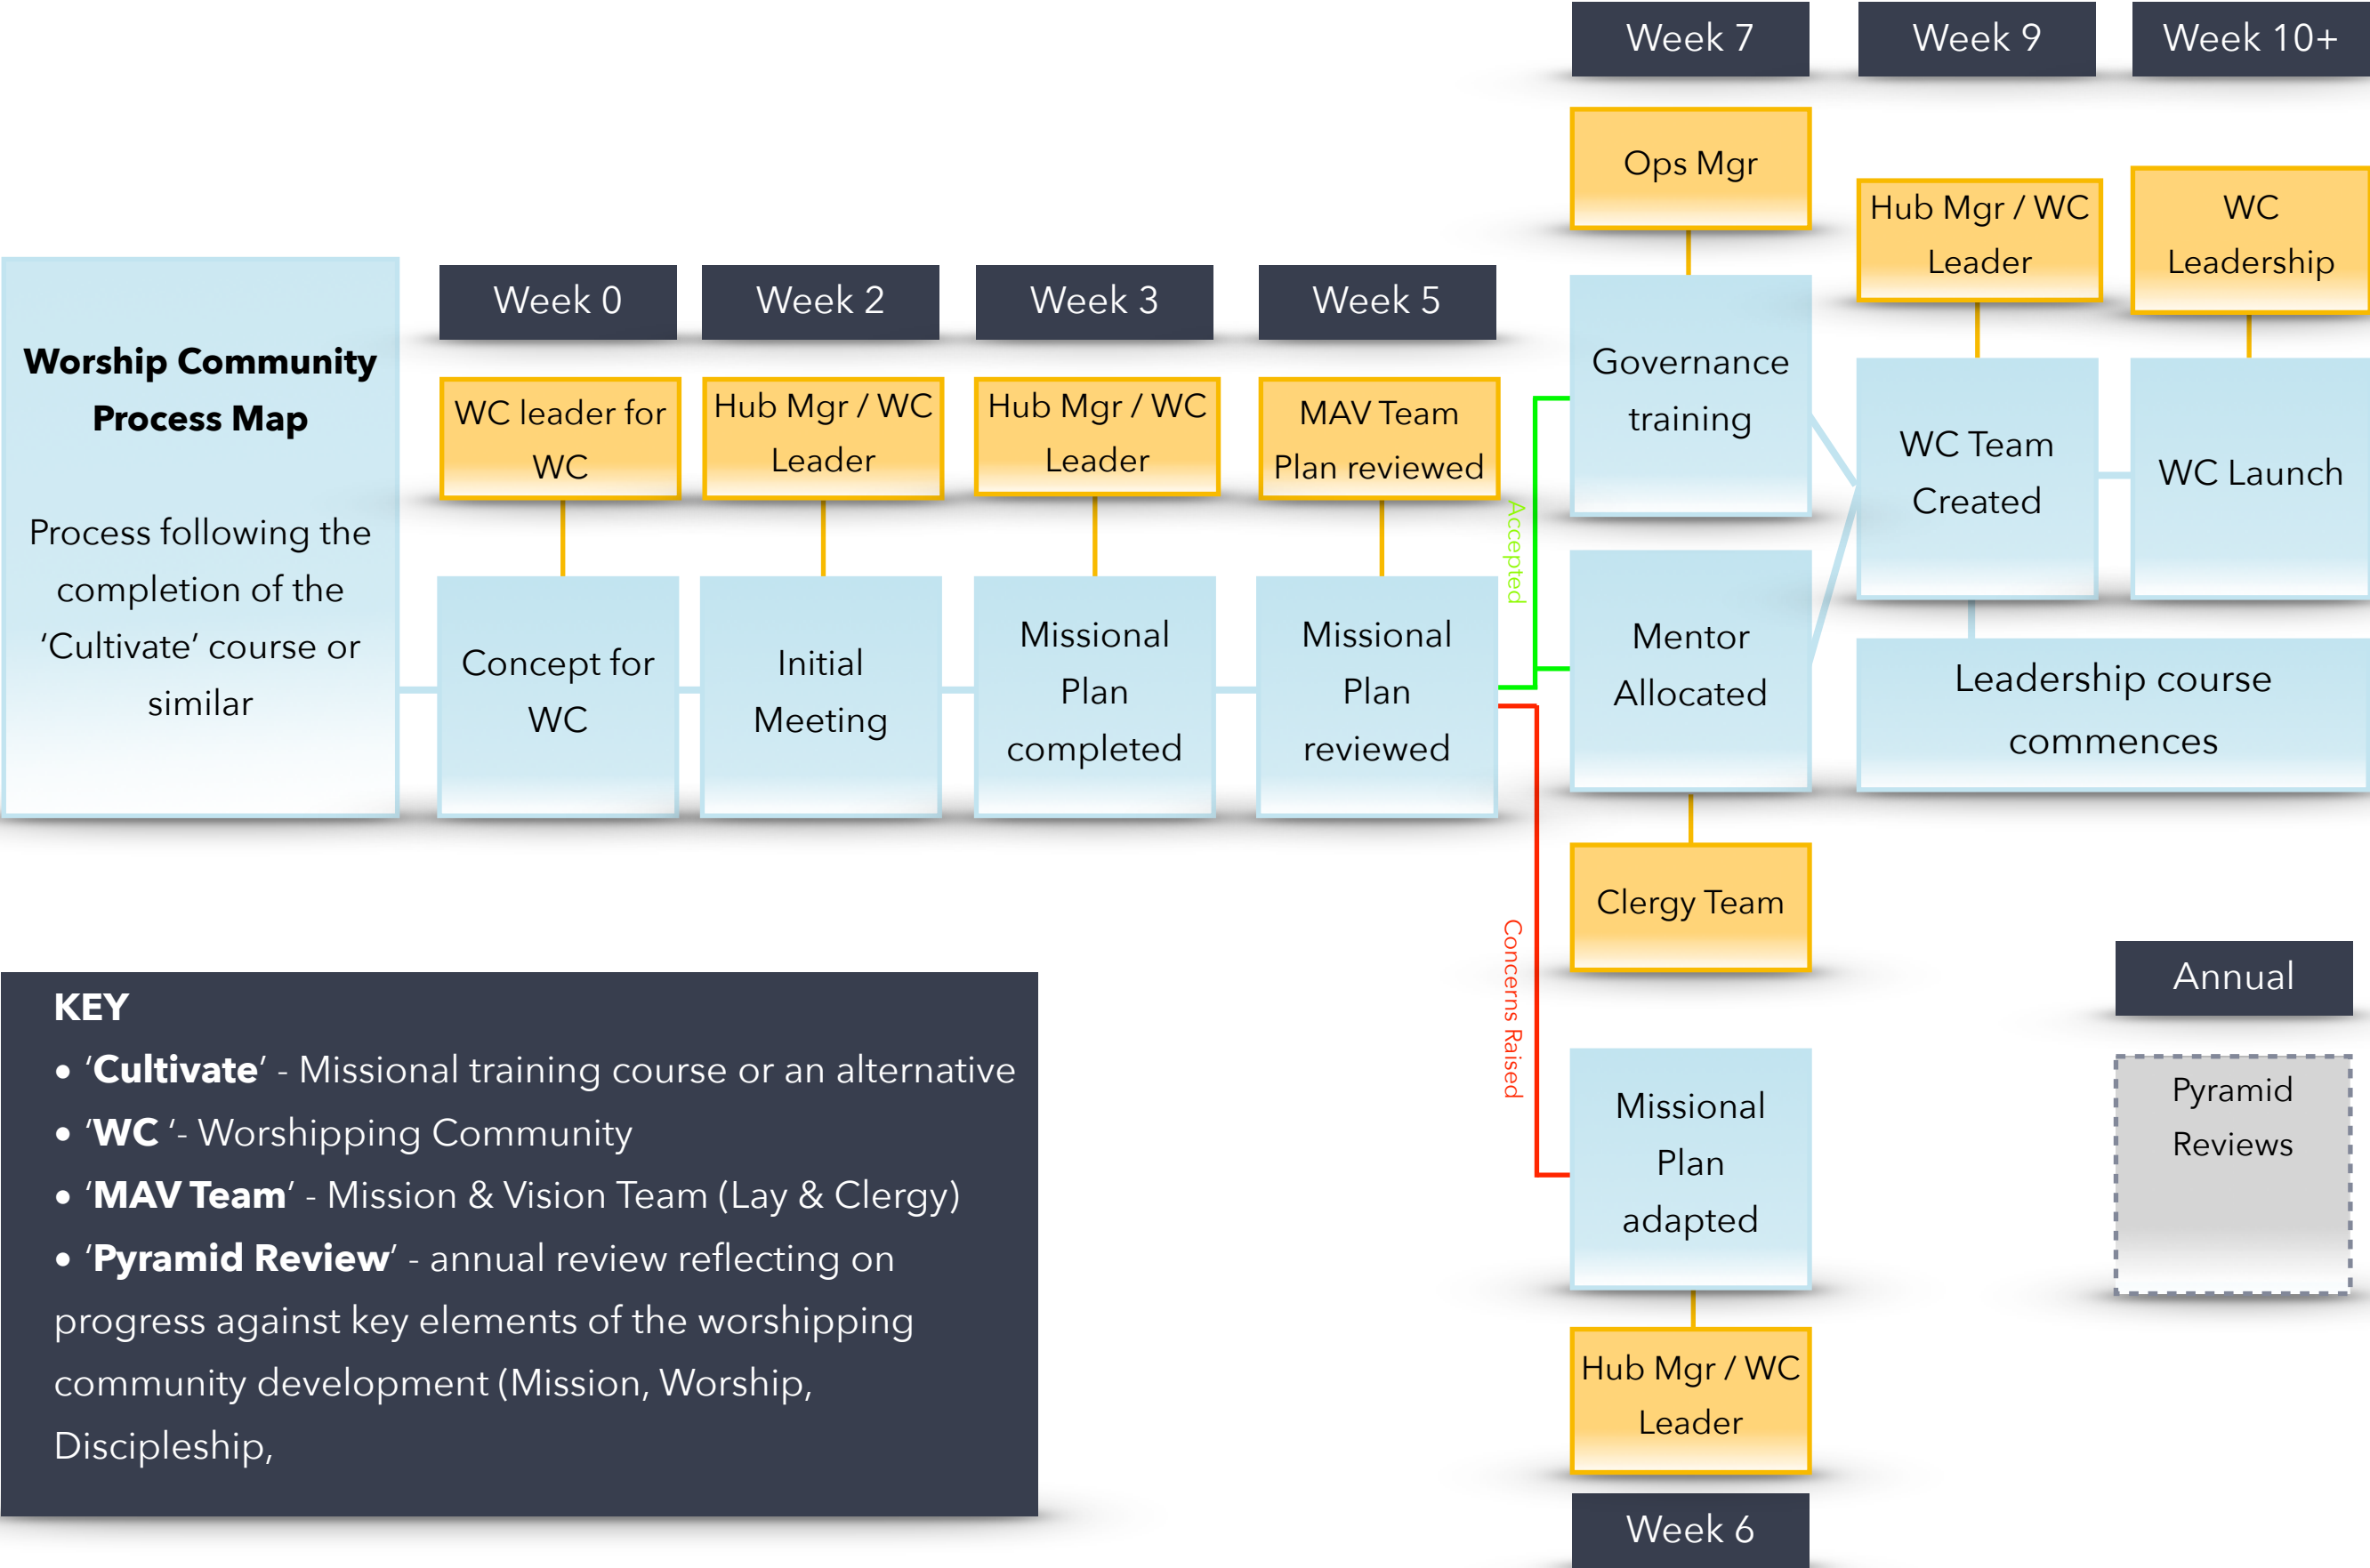 Week 7
Week 9
Week 10+
Ops Mgr
Hub Mgr / WC
Leader
WC
Leadership
Worship Community
Process Map
Process following the
completion of the
‘Cultivate’ course or
similar
Week 0
Week 2
Week 3
Week 5
WC leader for
WC
Hub Mgr / WC
Leader
Hub Mgr / WC
Leader
MAV Team
Plan reviewed
Concept for
WC
Initial
Meeting
Missional
Plan
completed
Missional
Plan
reviewed
Accepted
Governance
training
Mentor
Allocated
WC Team
Created
WC Launch
Leadership course
commences
Clergy Team
Concerns Raised
Missional
Plan
adapted
Hub Mgr / WC
Leader
Week 6
Annual
Pyramid
Reviews
KEY
• ‘Cultivate’ - Missional training course or an alternative
• ‘WC ‘- Worshipping Community
• ‘MAV Team’ - Mission & Vision Team (Lay & Clergy)
• ‘Pyramid Review’ - annual review reflecting on
progress against key elements of the worshipping
community development (Mission, Worship,
Discipleship,